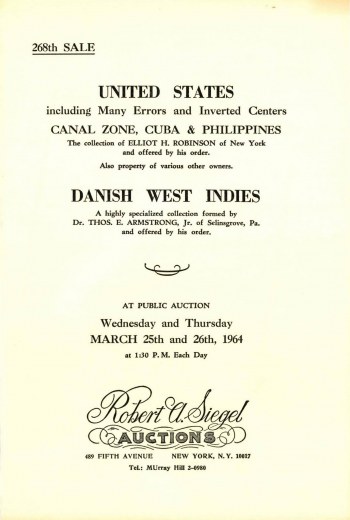 268th SALE
UNITED STATES
including Many Errors and Inverted Centers
CANAL ZONE, CUBA & PHILIPPINES
The collection of ELLIOT H. ROBINSON of New York
and offered by his order.
Also property of various other owners.
DANISH WEST INDIES
A highly specialized collection formed by
Dr. THOS. E. ARMSTRONG, Jr. of Selinsgrove, Pa.
and offered by his order.
AT PUBLIC AUCTION
Wednesday and Thursday
MARCH 25th and 26th, 1964
at 1:30 P.M. Each Day
Robert A. Siegel
AUCTIONS
489 FIFTH AVENUE NEW YORK, N.Y. 10017
Tel.: MUrray Hill 2-0980